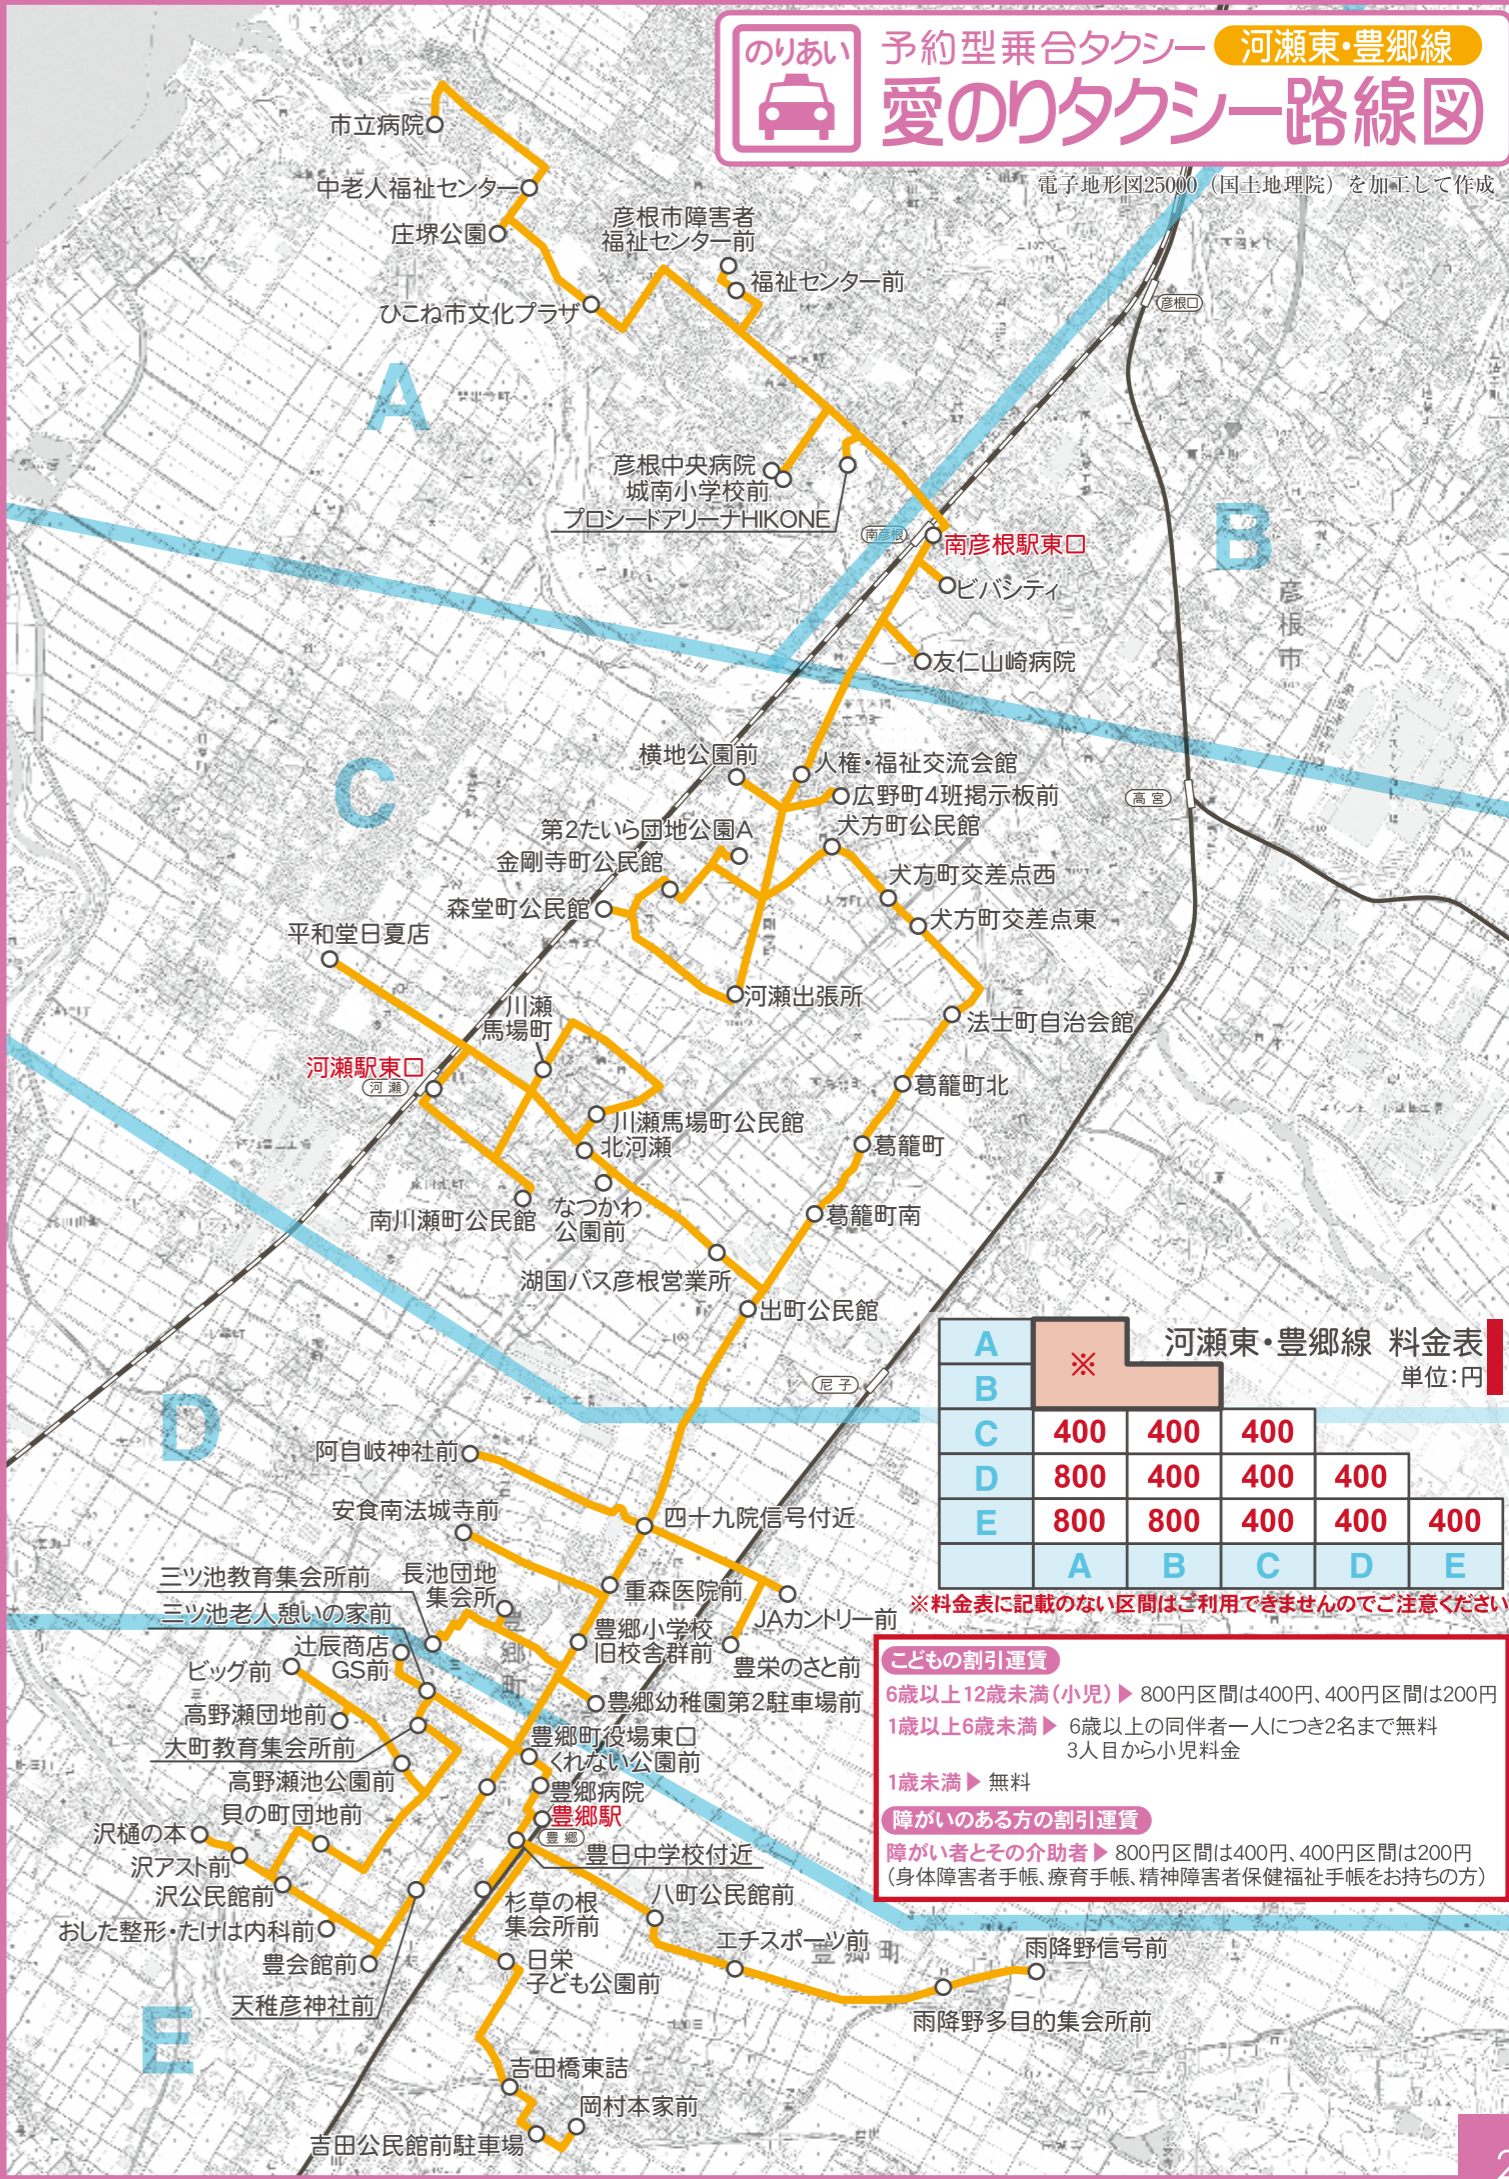 のりあい
予約型乗合タクシー 河瀬東・豊郷線
愛のりタクシー路線図
電子地形図25000（国土地理院）を加工して作成
市立病院
中老人福祉センター
庄堺公園
彦根市障害者
福祉センター前
福祉センター前
ひこね市文化プラザ
彦根口
A
彦根中央病院
城南小学校前
プロシードアリーナHIKONE
南彦根
南彦根駅東口
B
ビバシティ
彦根市
友仁山崎病院
横地公園前
人権・福祉交流会館
C
広野町4班掲示板前
高宮
第2たいら団地公園A
犬方町公民館
金剛寺町公民館
犬方町交差点西
森堂町公民館
犬方町交差点東
平和堂日夏店
河瀬出張所
川瀬
馬場町
法士町自治会館
河瀬駅東口
河瀬
葛籠町北
川瀬馬場町公民館
北河瀬
葛籠町
南川瀬町公民館
なつかわ
公園前
葛籠町南
湖国バス彦根営業所
出町公民館
尼子
D
阿自岐神社前
安食南法城寺前
四十九院信号付近
三ツ池教育集会所前
長池団地
集会所
重森医院前
JAカントリー前
三ツ池老人憩いの家前
豊郷小学校
旧校舎群前
豊栄のさと前
辻辰商店
GS前
ビッグ前
豊郷町
豊郷幼稚園第2駐車場前
高野瀬団地前
大町教育集会所前
豊郷町役場東口
くれない公園前
高野瀬池公園前
豊郷病院
貝の町団地前
豊郷駅
豊郷
沢樋の本
豊日中学校付近
沢アスト前
沢公民館前
杉草の根
集会所前
八町公民館前
おした整形・たけは内科前
エチスポーツ前
豊郷町
雨降野信号前
豊会館前
日栄
子ども公園前
天稚彦神社前
雨降野多目的集会所前
E
吉田橋東詰
岡村本家前
吉田公民館前駐車場
河瀬東・豊郷線 料金表
単位：円
A ※
B
C 400 400 400
D 800 400 400 400
E 800 800 400 400 400
A B C D E
※料金表に記載のない区間はご利用できませんのでご注意ください
こどもの割引運賃
6歳以上12歳未満（小児）▶ 800円区間は400円、400円区間は200円
1歳以上6歳未満▶ 6歳以上の同伴者一人につき2名まで無料
3人目から小児料金
1歳未満▶ 無料
障がいのある方の割引運賃
障がい者とその介助者▶ 800円区間は400円、400円区間は200円
（身体障害者手帳、療育手帳、精神障害者保健福祉手帳をお持ちの方）